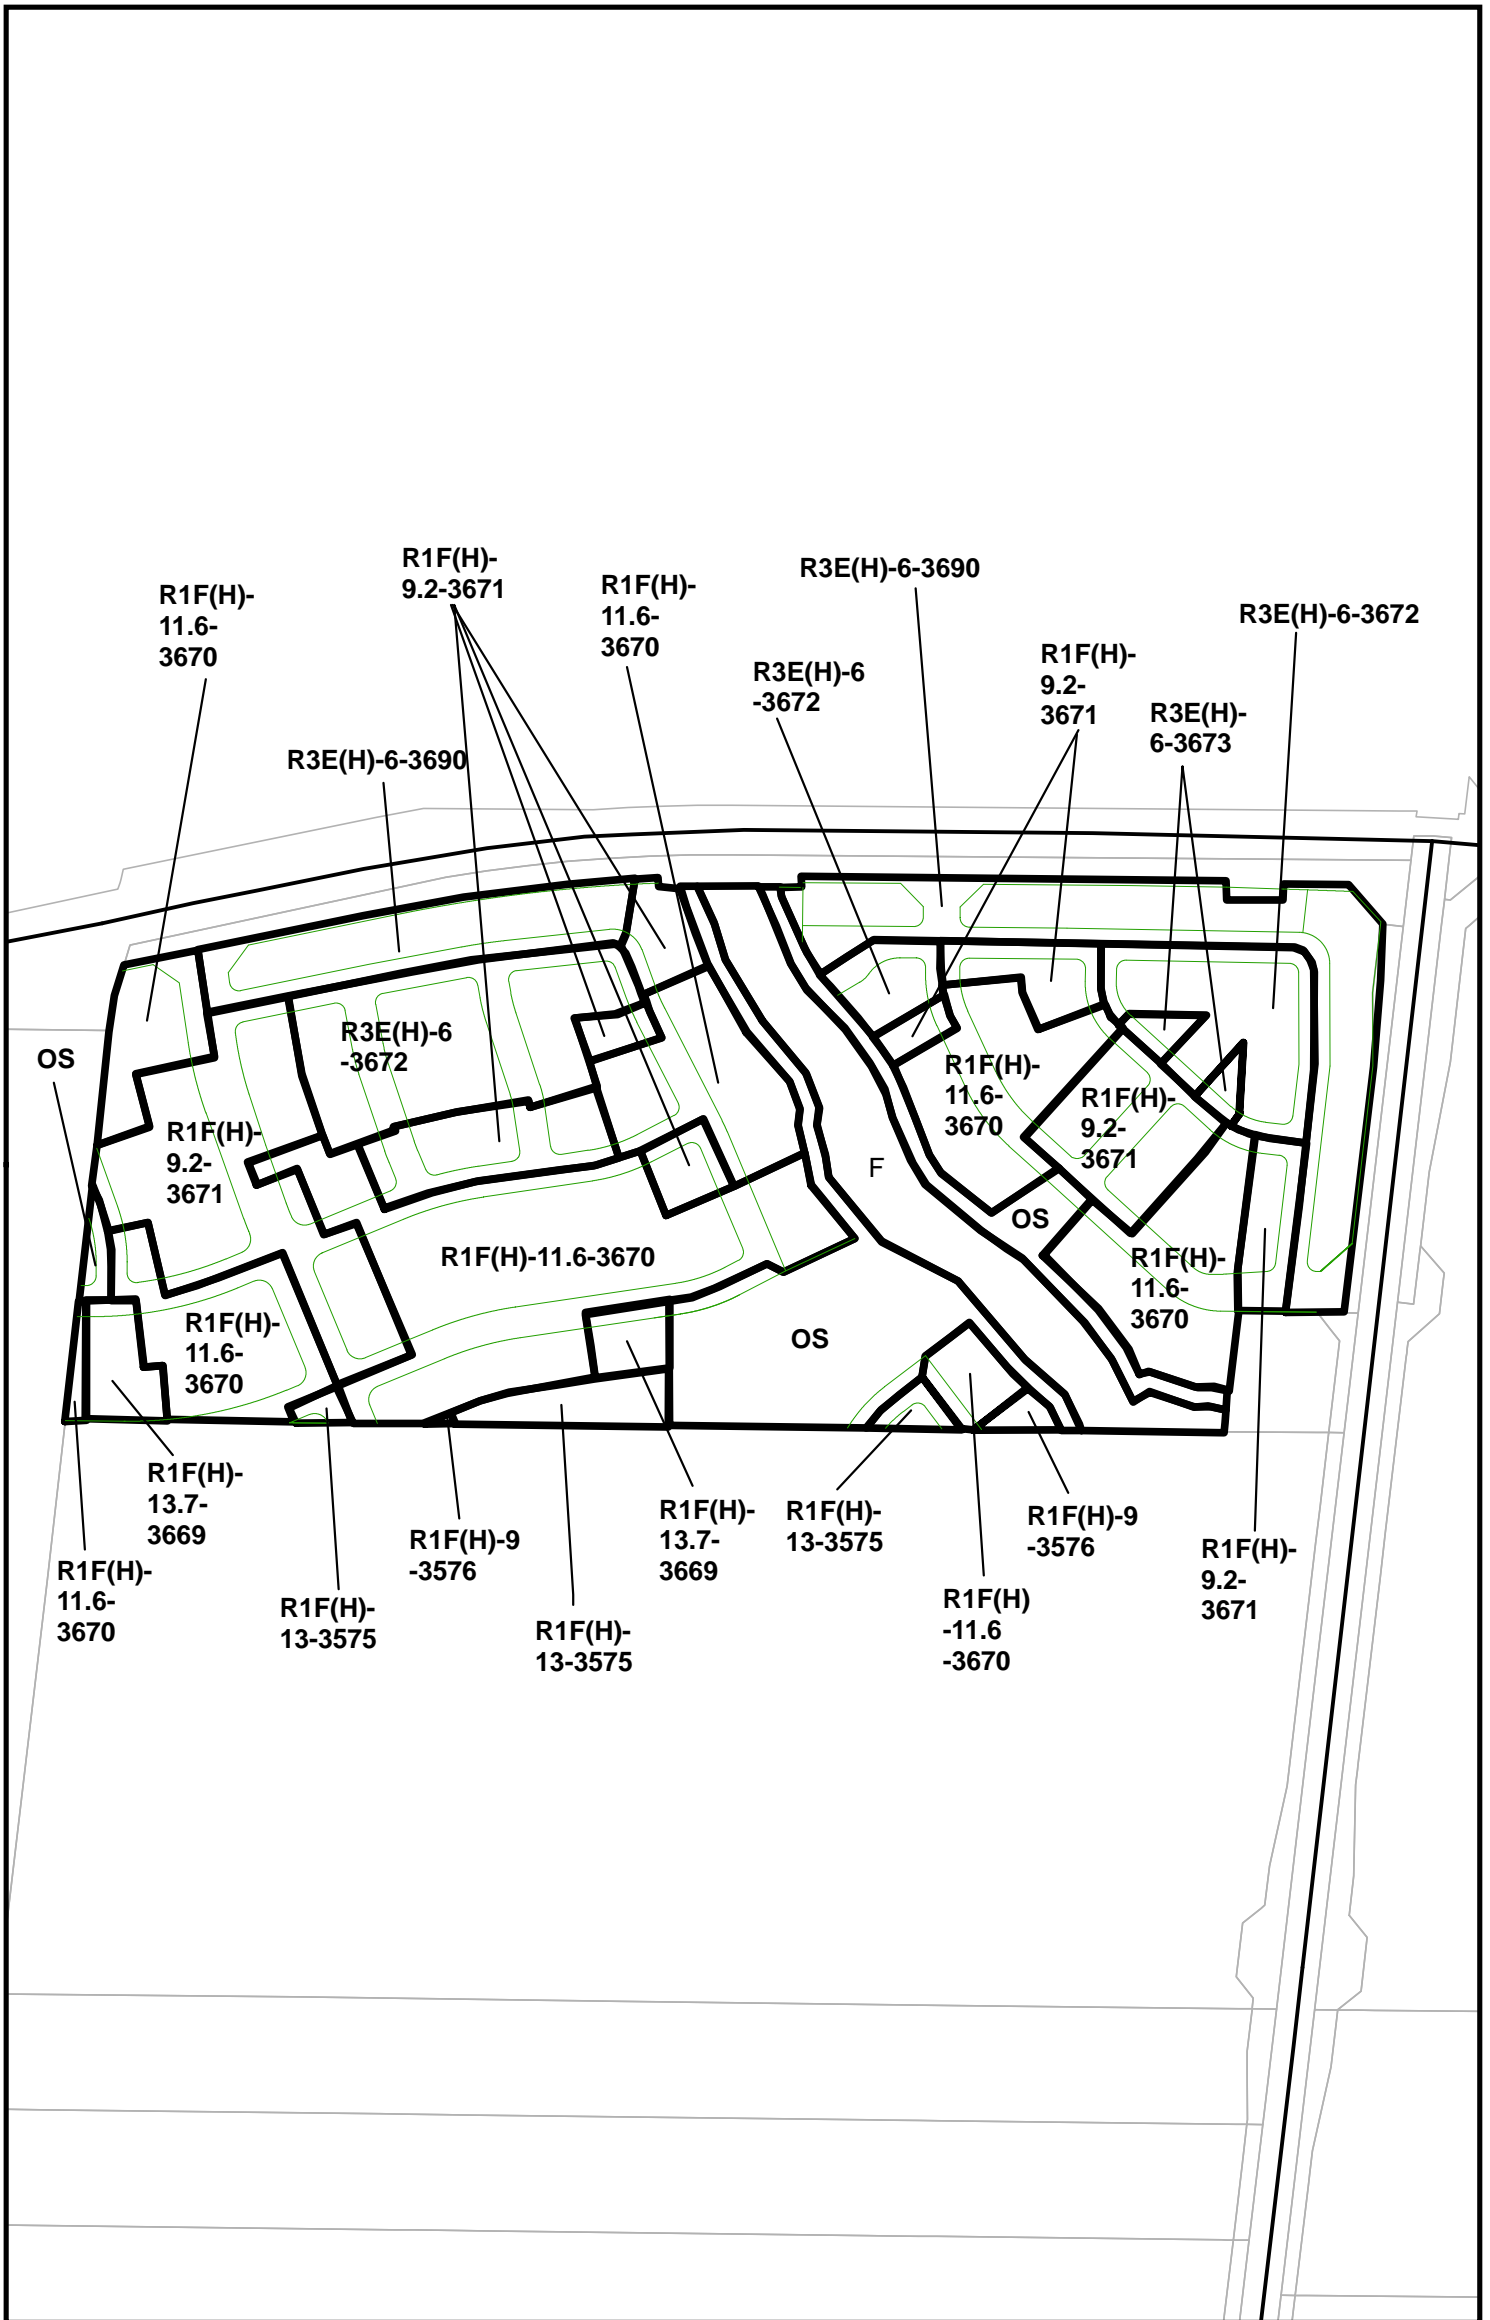 R1F(H)-
9.2-3671
R1F(H)-
11.6-
3670
R1F(H)-
11.6-
3670
R3E(H)-6-3690
R3E(H)-6-3672
R3E(H)-6
-3672
R1F(H)-
9.2-
3671
R3E(H)-
6-3673
R3E(H)-6-3690
R3E(H)-6
-3672
OS
R1F(H)-
9.2-
3671
R1F(H)-
11.6-
3670
R1F(H)-
9.2-
3671
F
OS
R1F(H)-11.6-3670
R1F(H)-
11.6-
3670
R1F(H)-
11.6-
3670
OS
R1F(H)-
13.7-
3669
R1F(H)-
11.6-
3670
R1F(H)-
13-3575
R1F(H)-9
-3576
R1F(H)-
13-3575
R1F(H)-
13.7-
3669
R1F(H)-
13-3575
R1F(H)-9
-3576
R1F(H)
-11.6
-3670
R1F(H)-
9.2-
3671